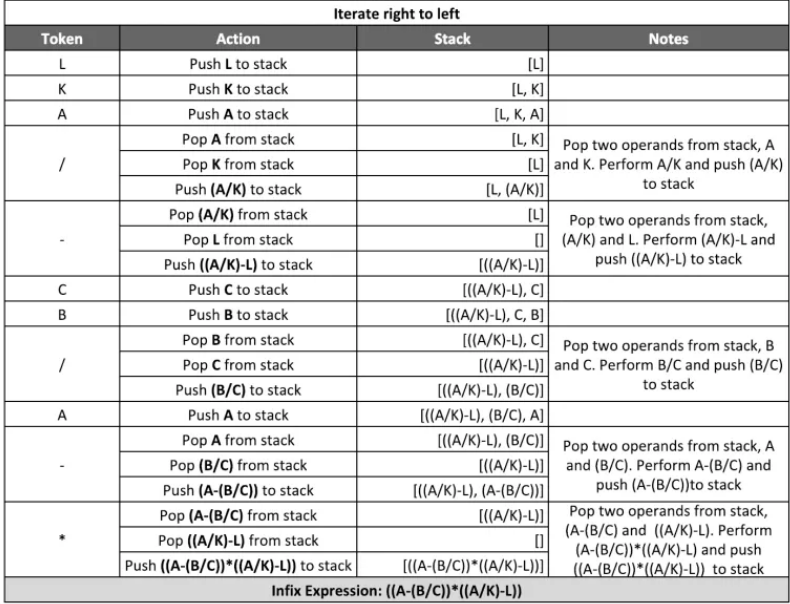 Iterate right to left
Token Action Stack Notes
L Push L to stack [L]
K Push K to stack [L, K]
A Push A to stack [L, K, A]
/ Pop A from stack [L, K] Pop two operands from stack, A
Pop K from stack [L] and K. Perform A/K and push (A/K)
Push (A/K) to stack [L, (A/K)] to stack
- Pop (A/K) from stack [L] Pop two operands from stack,
Pop L from stack [] (A/K) and L. Perform (A/K)-L and
Push ((A/K)-L) to stack [((A/K)-L)] push ((A/K)-L) to stack
C Push C to stack [((A/K)-L), C]
B Push B to stack [((A/K)-L), C, B]
/ Pop B from stack [((A/K)-L), C] Pop two operands from stack, B
Pop C from stack [((A/K)-L)] and C. Perform B/C and push (B/C)
Push (B/C) to stack [((A/K)-L), (B/C)] to stack
A Push A to stack [((A/K)-L), (B/C), A]
- Pop A from stack [((A/K)-L), (B/C)] Pop two operands from stack, A
Pop (B/C) from stack [((A/K)-L)] and (B/C). Perform A-(B/C) and
Push (A-(B/C)) to stack [((A/K)-L), (A-(B/C))] push (A-(B/C))to stack
* Pop (A-(B/C) from stack [((A/K)-L)] Pop two operands from stack,
(A-(B/C) and ((A/K)-L). Perform
Pop ((A/K)-L) from stack [] (A-(B/C))*((A/K)-L) and push
Push ((A-(B/C))*((A/K)-L)) to stack [((A-(B/C))*((A/K)-L))] ((A-(B/C))*((A/K)-L)) to stack
Infix Expression: ((A-(B/C))*((A/K)-L))